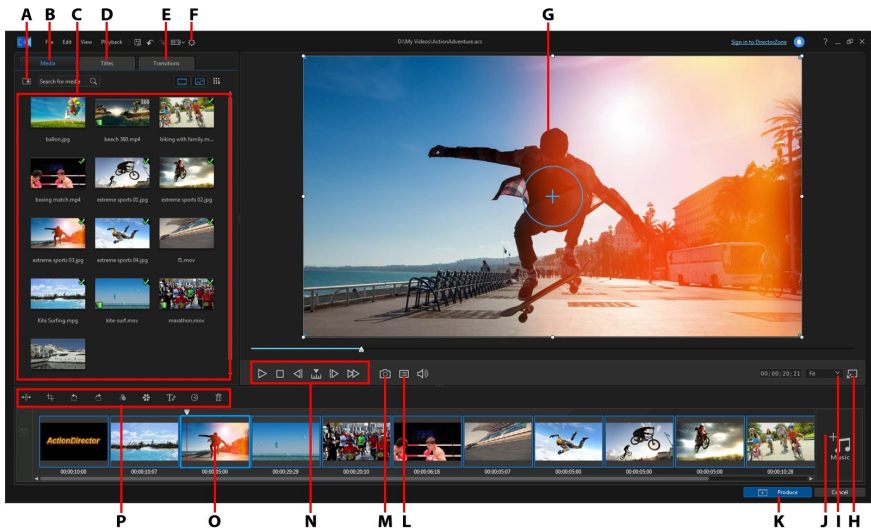 A B C D E F G
File Edit View Playback D:\My Videos\ActionAdventure.acs Sign in to DirectorZone ?
Media Titles Transitions
Search for media
360
ballon.jpg beach 360.mp4 biking with family.m...
boxing match.mp4 extreme sports 01.jpg extreme sports 02.jpg
extreme sports 03.jpg extreme sports 04.jpg f1.mov
Kite Surfing.mpg kite-surf.mov marathon.mov
00;00;20;21 Fit
ActionDirector
Music
00:00:10:00 00:00:10:07 00:00:05:00 00:00:29:29 00:00:20:10 00:00:06:18 00:00:05:07 00:00:05:00 00:00:05:00 00:00:05:00 00:00:10:28
Produce Cancel
P O N M L K J I H